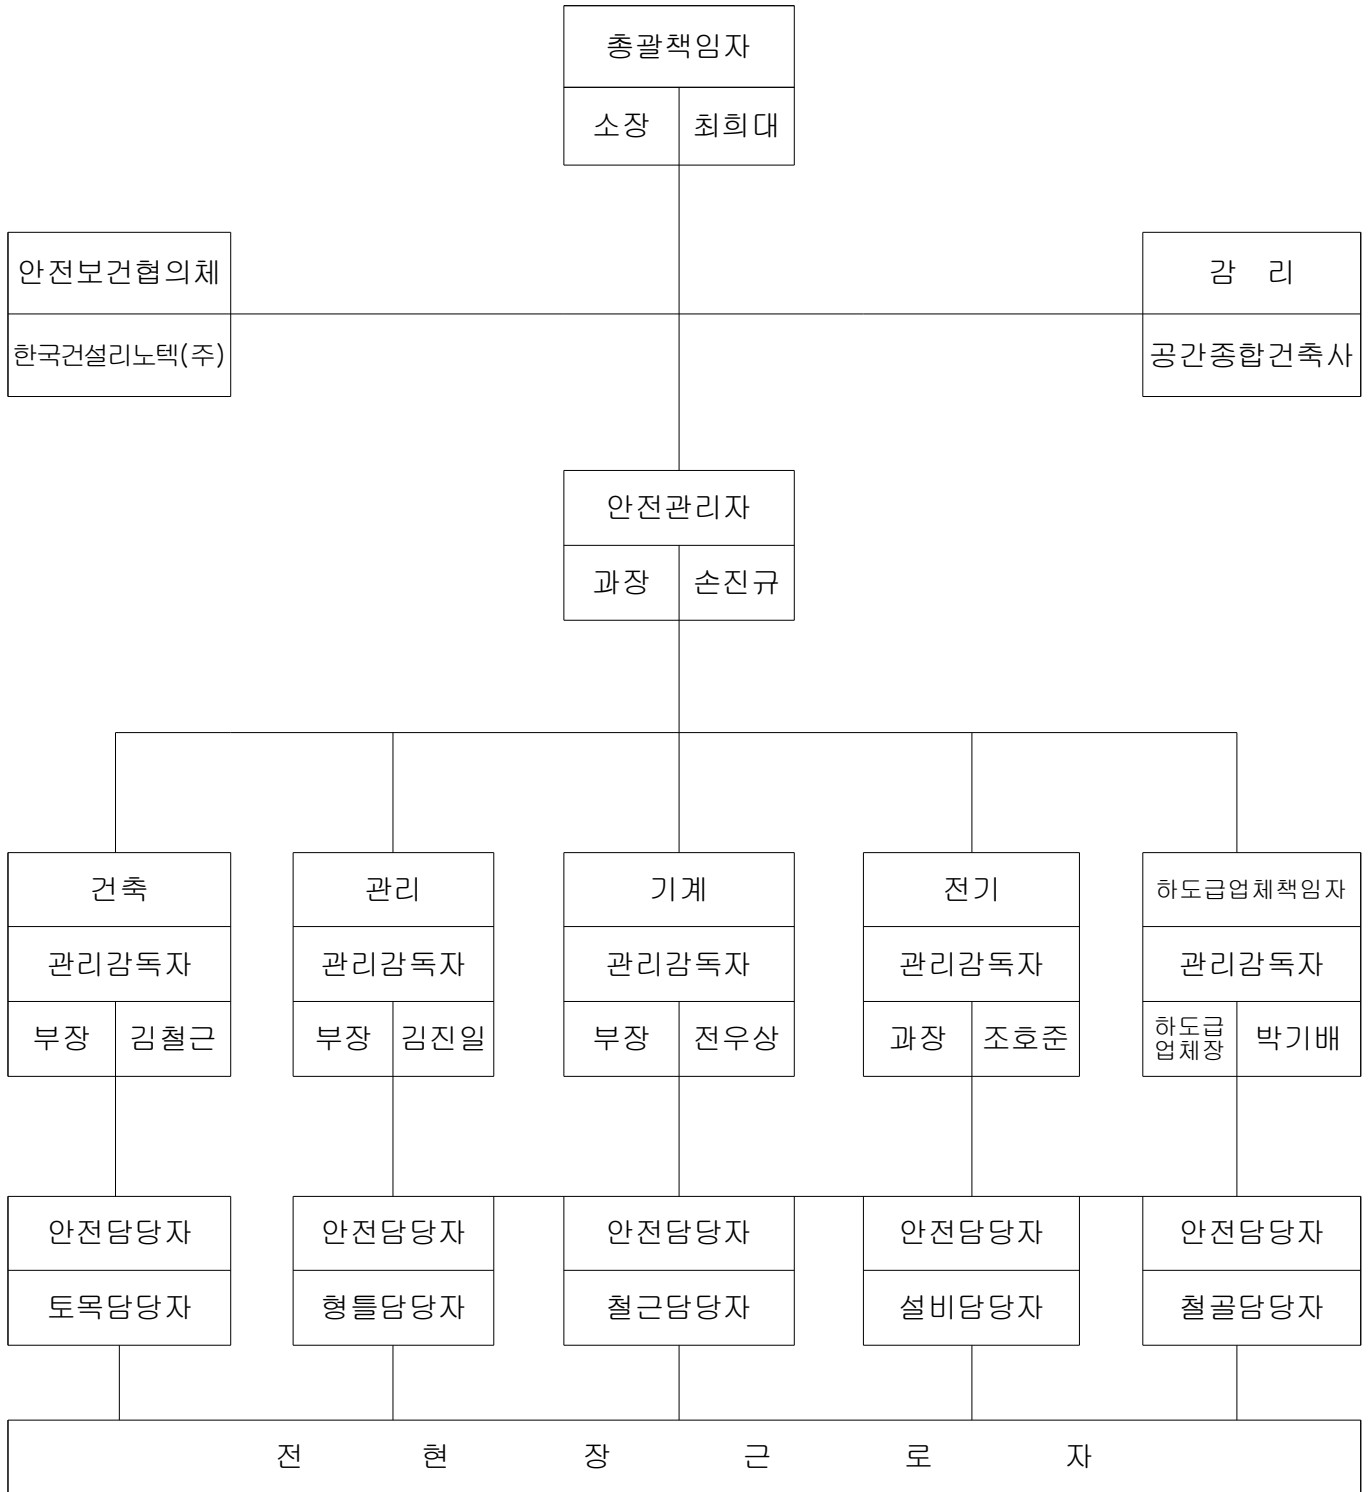 총괄책임자
소장 최희대
안전보건협의체 감 리
한국건설리노텍(주) 공간종합건축사
안전관리자
과장 손진규
건축 관리 기계 전기 하도급업체책임자
관리감독자 관리감독자 관리감독자 관리감독자 관리감독자
부장 김철근 부장 김진일 부장 전우상 과장 조호준 하도급 박기배
업체장
안전담당자 안전담당자 안전담당자 안전담당자 안전담당자
토목담당자 형틀담당자 철근담당자 설비담당자 철골담당자
전 현 장 근 로 자